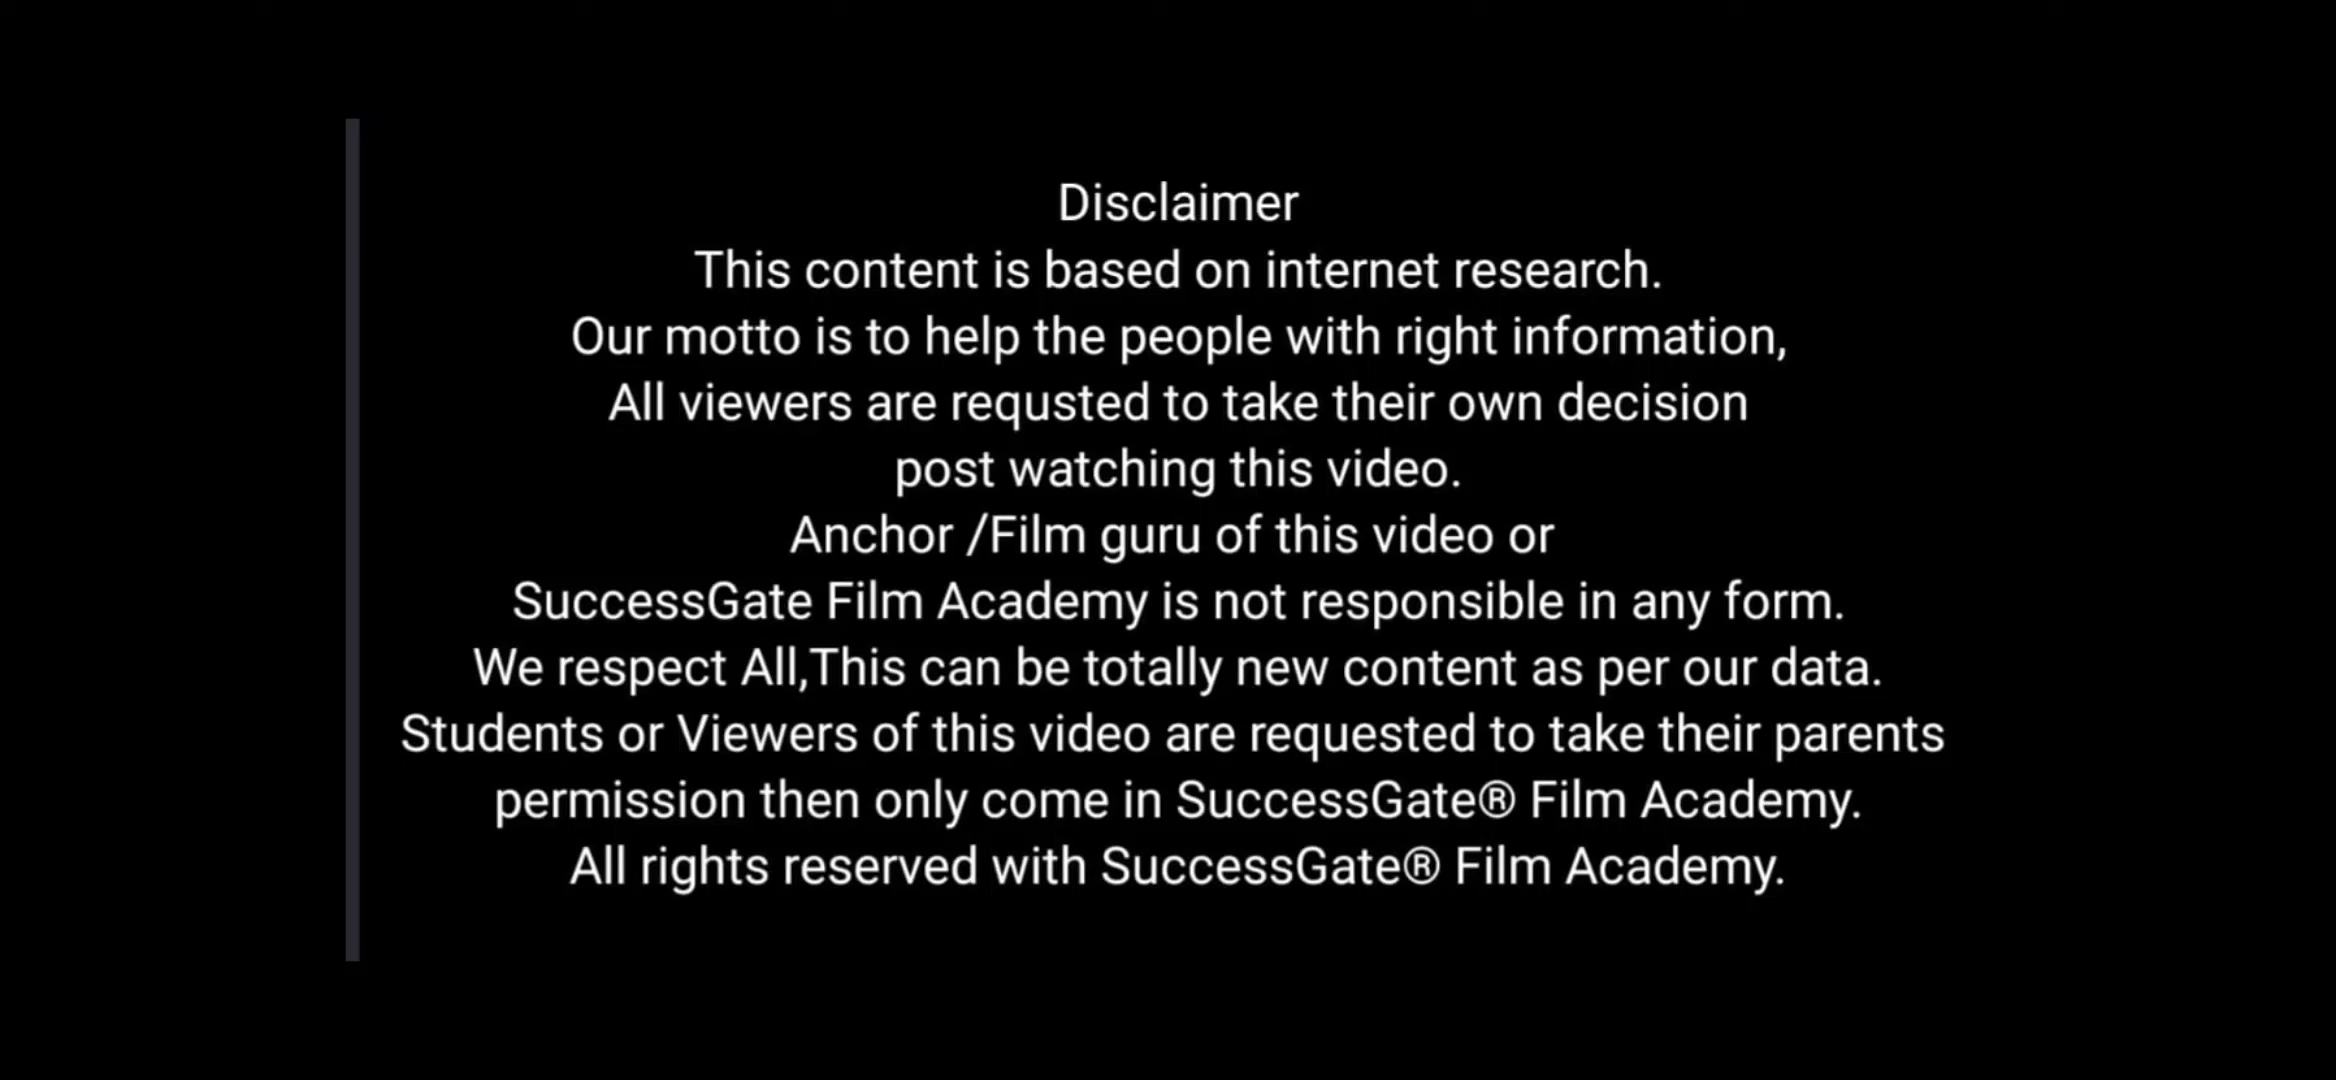 Disclaimer
This content is based on internet research.
Our motto is to help the people with right information,
All viewers are requsted to take their own decision
post watching this video.
Anchor /Film guru of this video or
SuccessGate Film Academy is not responsible in any form.
We respect All,This can be totally new content as per our data.
Students or Viewers of this video are requested to take their parents
permission then only come in SuccessGate® Film Academy.
All rights reserved with SuccessGate® Film Academy.